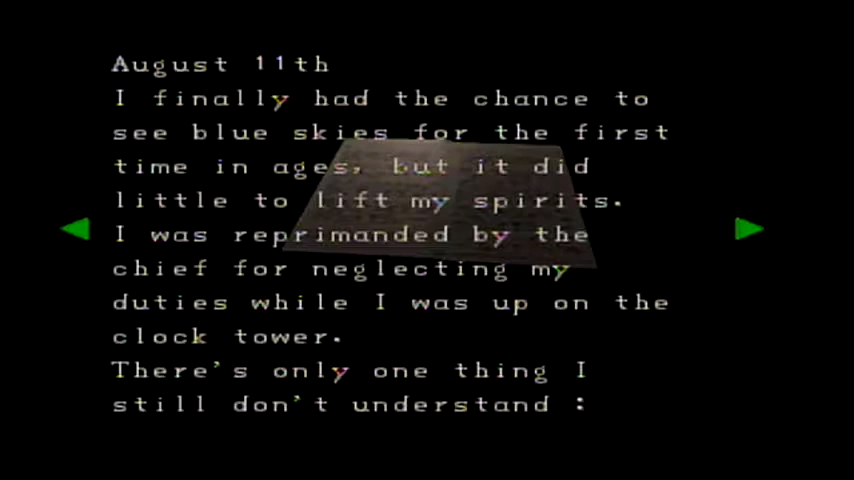 August 11th
I finally had the chance to
see blue skies for the first
time in ages, but it did
little to lift my spirits.
I was reprimanded by the
chief for neglecting my
duties while I was up on the
clock tower.
There's only one thing I
still don't understand :